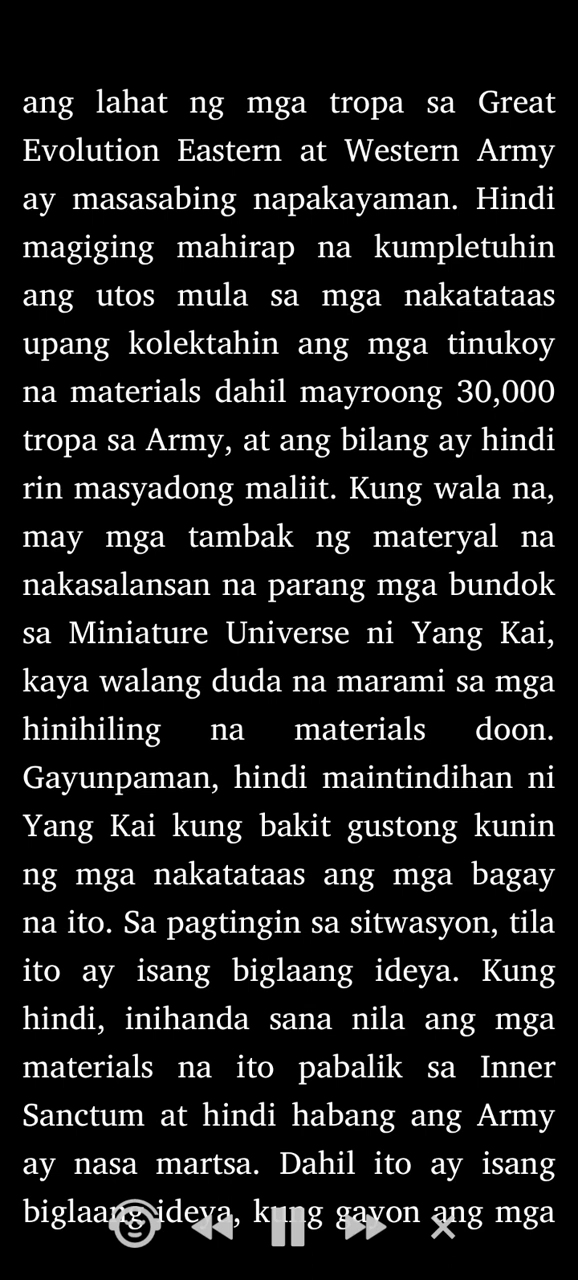 ang lahat ng mga tropa sa Great
Evolution Eastern at Western Army
ay masasabing napakayaman. Hindi
magiging mahirap na kumpletuhin
ang utos mula sa mga nakatataas
upang kolektahin ang mga tinukoy
na materials dahil mayroong 30,000
tropa sa Army, at ang bilang ay hindi
rin masyadong maliit. Kung wala na,
may mga tambak ng materyal na
nakasalansan na parang mga bundok
sa Miniature Universe ni Yang Kai,
kaya walang duda na marami sa mga
hinihiling na materials doon.
Gayunpaman, hindi maintindihan ni
Yang Kai kung bakit gustong kunin
ng mga nakatataas ang mga bagay
na ito. Sa pagtingin sa sitwasyon, tila
ito ay isang biglaang ideya. Kung
hindi, inihanda sana nila ang mga
materials na ito pabalik sa Inner
Sanctum at hindi habang ang Army
ay nasa martsa. Dahil ito ay isang
biglaang ideya, kung gayon ang mga